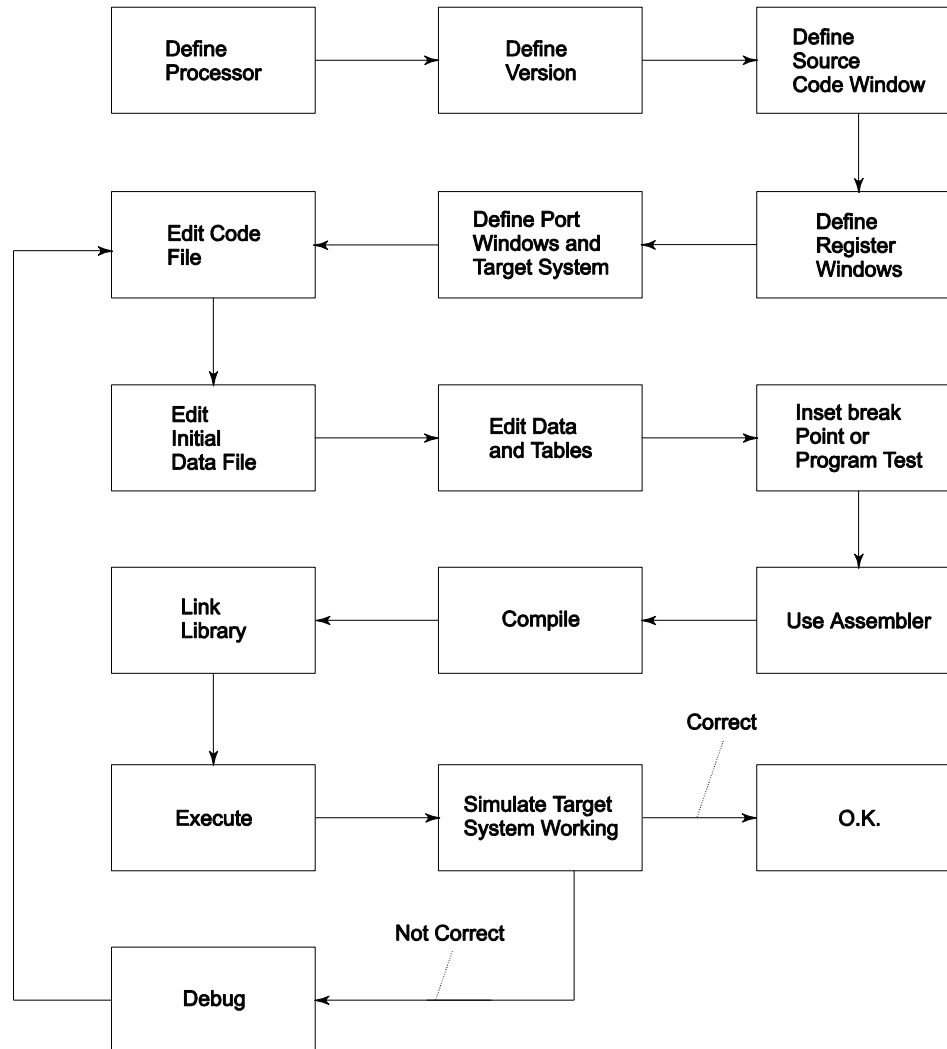 Define
Processor
Define
Version
Define
Source
Code Window
Edit Code
File
Define Port
Windows and
Target System
Define
Register
Windows
Edit
Initial
Data File
Edit Data
and Tables
Inset break
Point or
Program Test
Link
Library
Compile
Use Assembler
Correct
Execute
Simulate Target
System Working
O.K.
Not Correct
Debug